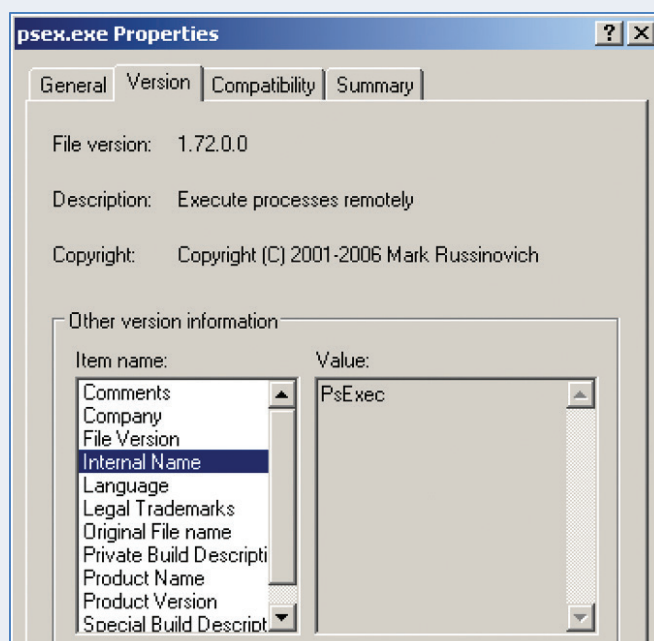 psex.exe Properties
General Version Compatibility Summary
File version: 1.72.0.0
Description: Execute processes remotely
Copyright: Copyright (C) 2001-2006 Mark Russinovich
Other version information
Item name: Value:
Comments PsExec
Company
File Version
Internal Name
Language
Legal Trademarks
Original File name
Private Build Descripti
Product Name
Product Version
Special Build Descript